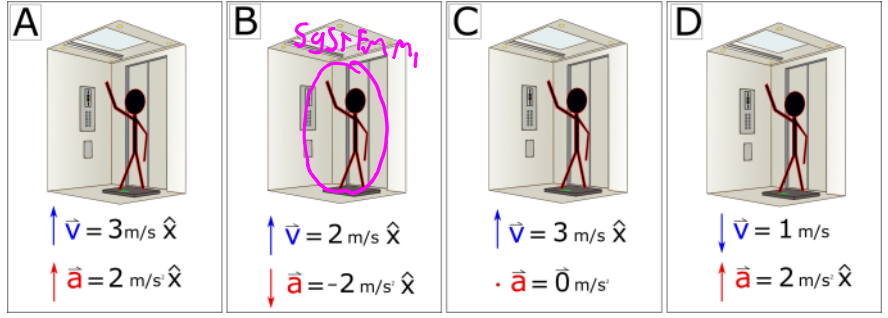 A
B
C
D
SyStEm m₁
v⃗ = 3 m/s x̂
a⃗ = 2 m/s² x̂
v⃗ = 2 m/s x̂
a⃗ = -2 m/s² x̂
v⃗ = 3 m/s x̂
a⃗ = 0⃗ m/s²
v⃗ = 1 m/s
a⃗ = 2 m/s² x̂